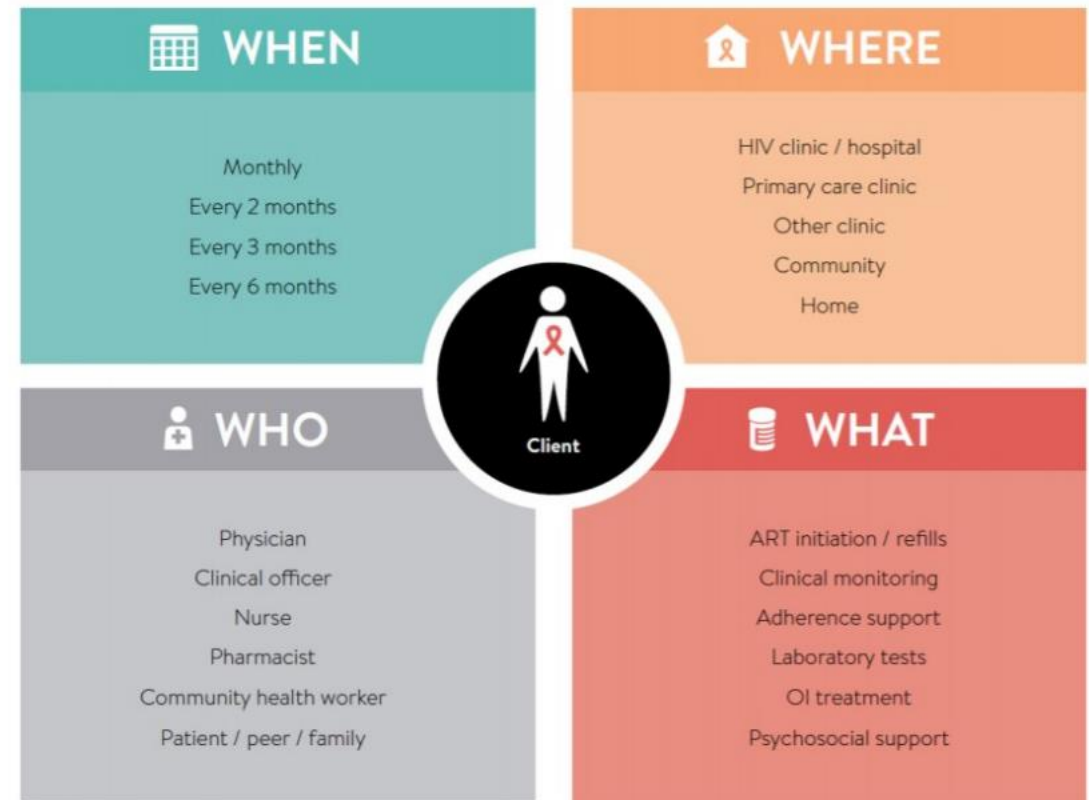 WHEN
Monthly
Every 2 months
Every 3 months
Every 6 months
WHERE
HIV clinic / hospital
Primary care clinic
Other clinic
Community
Home
Client
WHO
Physician
Clinical officer
Nurse
Pharmacist
Community health worker
Patient / peer / family
WHAT
ART initiation / refills
Clinical monitoring
Adherence support
Laboratory tests
OI treatment
Psychosocial support